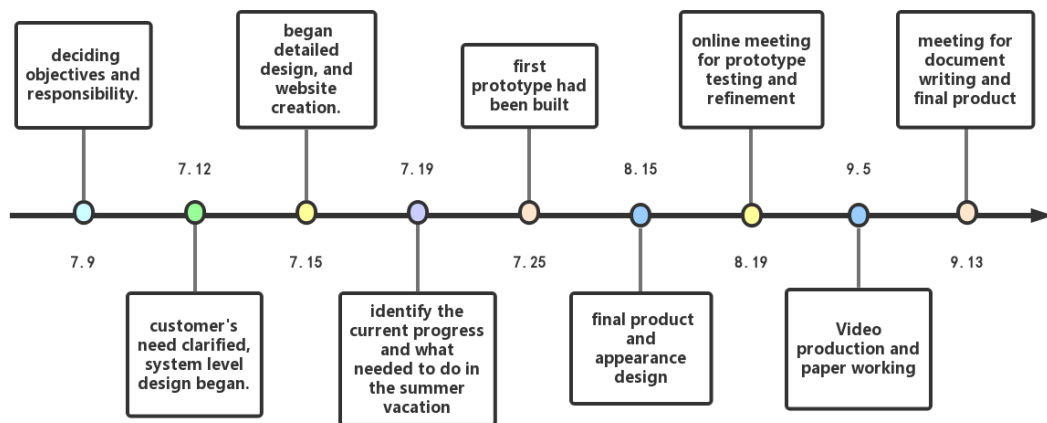 deciding
objectives and
responsibility.
began
detailed
design, and
website
creation.
first
prototype had
been built
online meeting
for prototype
testing and
refinement
meeting for
document
writing and
final product
7.12
7.19
8.15
9.5
7.9
7.15
7.25
8.19
9.13
customer's
need clarified,
system level
design began.
identify the
current progress
and what
needed to do in
the summer
vacation
final product
and
appearance
design
Video
production and
paper working